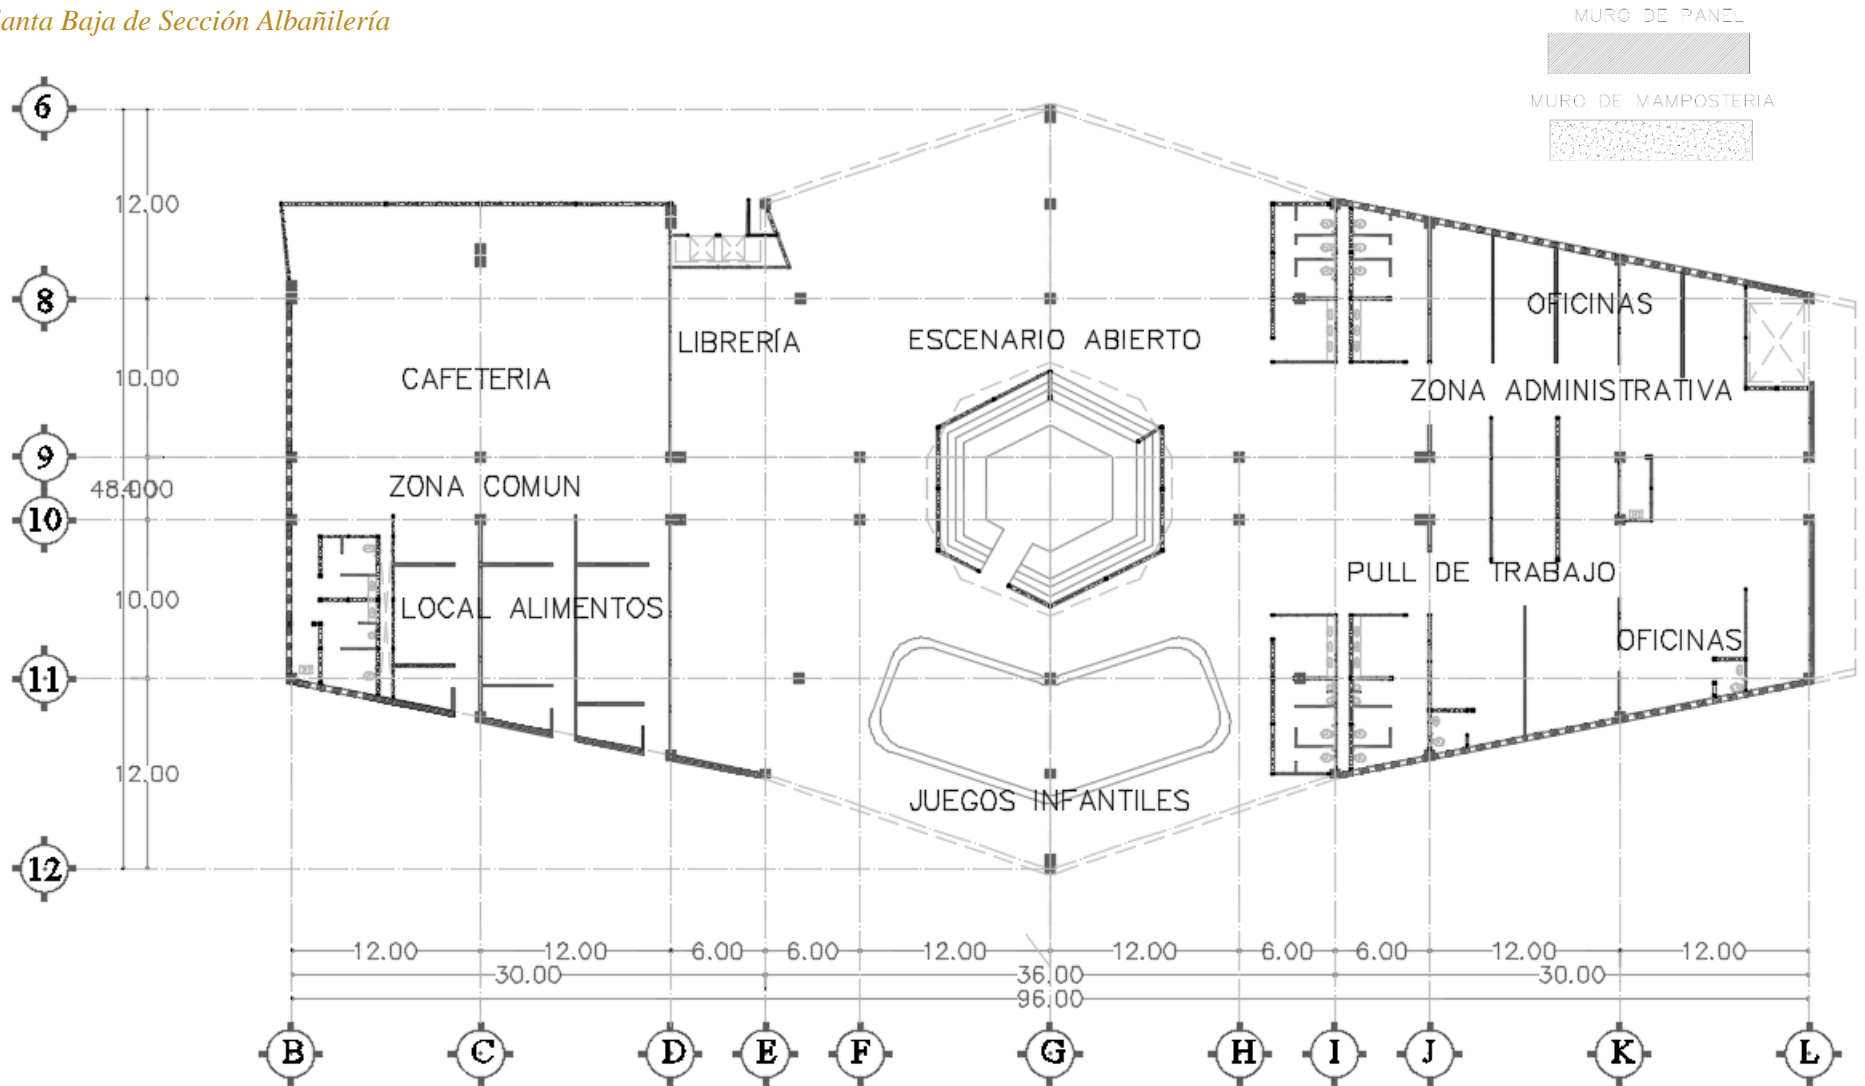 lanta Baja de Sección Albañilería
MURO DE PANEL
MURO DE MAMPOSTERIA
6
12.00
8
OFICINAS
LIBRERÍA
ESCENARIO ABIERTO
10.00
CAFETERIA
ZONA ADMINISTRATIVA
9
ZONA COMUN
48.00
4.00
10
PULL DE TRABAJO
10.00
LOCAL ALIMENTOS
OFICINAS
11
12.00
JUEGOS INFANTILES
12
12.00 12.00 6.00 6.00 12.00 12.00 6.00 6.00 12.00 12.00
30.00 36.00 30.00
96.00
B C D E F G H I J K L